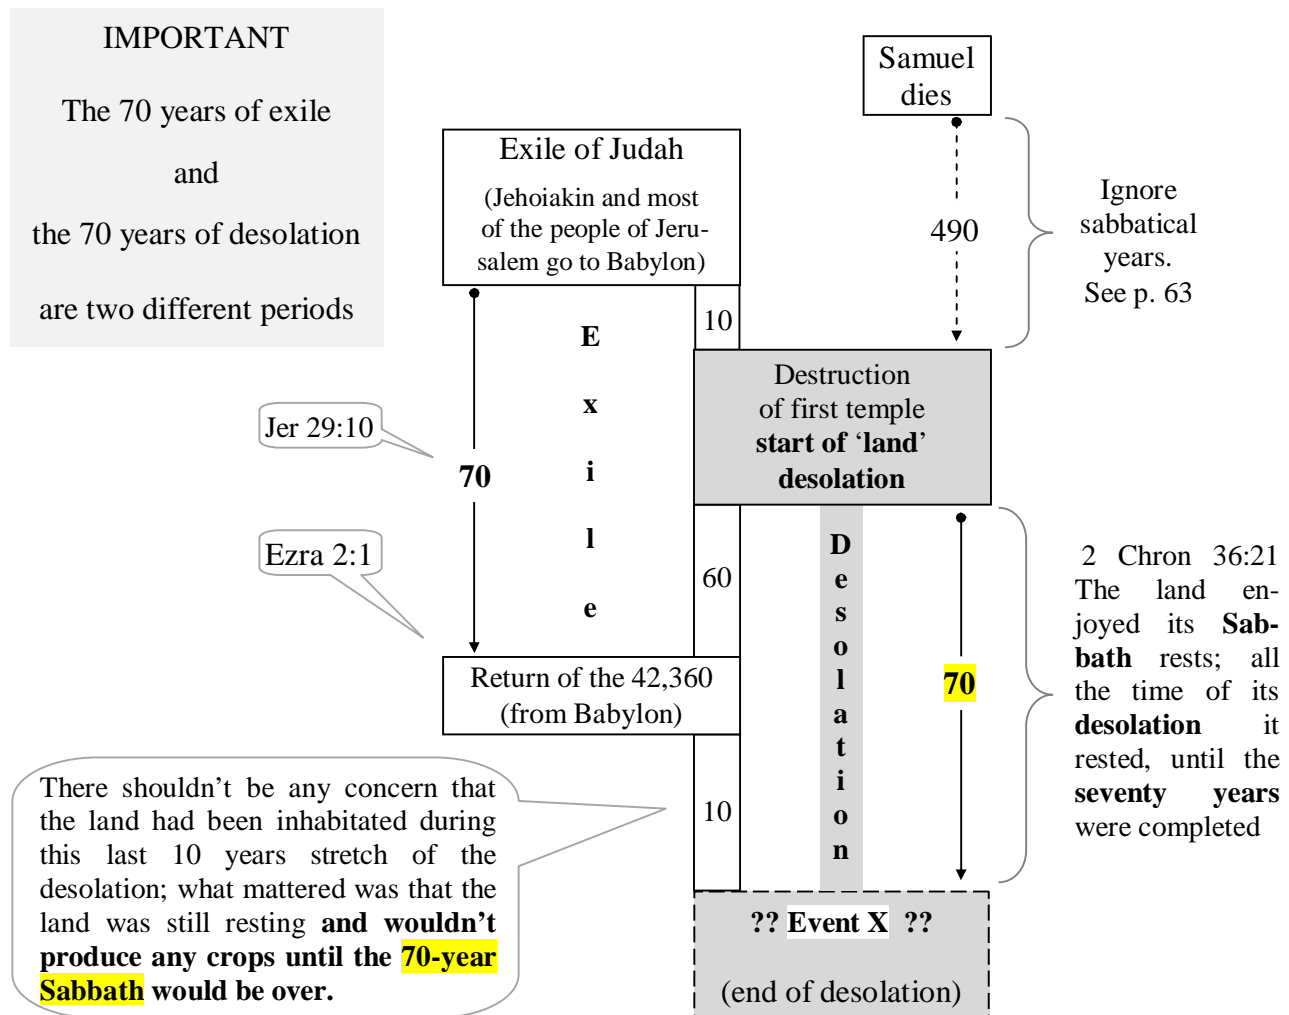 IMPORTANT
The 70 years of exile
and
the 70 years of desolation
are two different periods
Samuel
dies
490
Ignore
sabbatical
years.
See p. 63
Exile of Judah
(Jehoiakin and most
of the people of Jeru-
salem go to Babylon)
10
E
x
i
l
e
70
Jer 29:10
Ezra 2:1
Destruction
of first temple
start of ‘land’
desolation
60
D
e
s
o
l
a
t
i
o
n
70
2 Chron 36:21
The land en-
joyed its Sab-
bath rests; all
the time of its
desolation it
rested, until the
seventy years
were completed
Return of the 42,360
(from Babylon)
There shouldn’t be any concern that
the land had been inhabitated during
this last 10 years stretch of the
desolation; what mattered was that the
land was still resting and wouldn’t
produce any crops until the 70-year
Sabbath would be over.
10
?? Event X ??
(end of desolation)